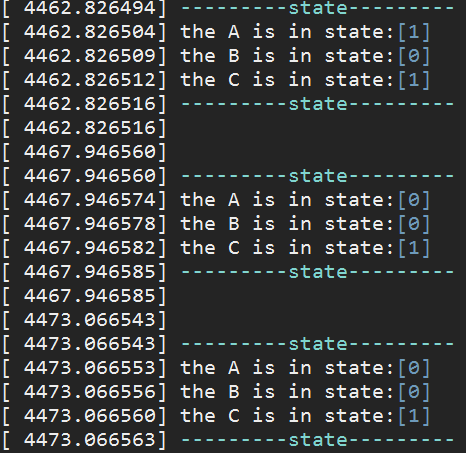 [ 4462.826494] ---------state---------
[ 4462.826504] the A is in state:[1]
[ 4462.826509] the B is in state:[0]
[ 4462.826512] the C is in state:[1]
[ 4462.826516] ---------state---------
[ 4462.826516]
[ 4467.946560]
[ 4467.946560] ---------state---------
[ 4467.946574] the A is in state:[0]
[ 4467.946578] the B is in state:[0]
[ 4467.946582] the C is in state:[1]
[ 4467.946585] ---------state---------
[ 4467.946585]
[ 4473.066543]
[ 4473.066543] ---------state---------
[ 4473.066553] the A is in state:[0]
[ 4473.066556] the B is in state:[0]
[ 4473.066560] the C is in state:[1]
[ 4473.066563] ---------state---------